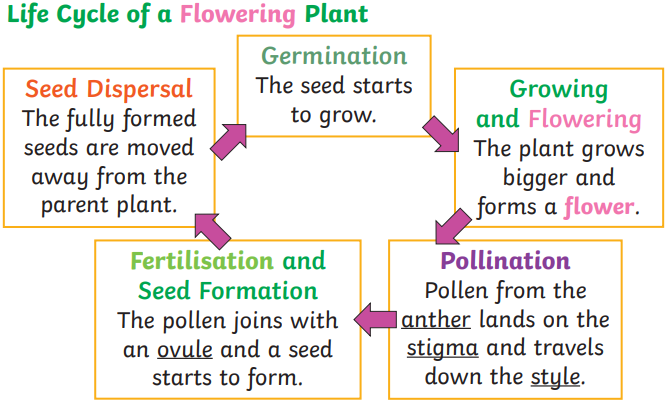 Life Cycle of a Flowering Plant
Germination
The seed starts
to grow.
Growing
and Flowering
The plant grows
bigger and
forms a flower.
Pollination
Pollen from the
anther lands on the
stigma and travels
down the style.
Fertilisation and
Seed Formation
The pollen joins with
an ovule and a seed
starts to form.
Seed Dispersal
The fully formed
seeds are moved
away from the
parent plant.